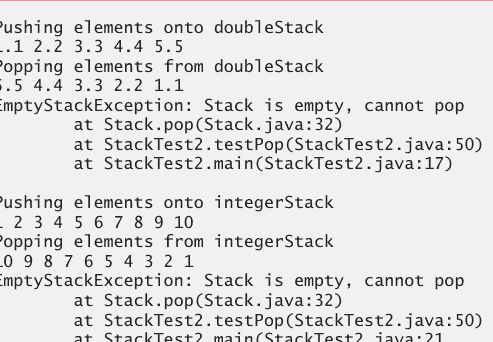 Pushing elements onto doubleStack
1.1 2.2 3.3 4.4 5.5
Popping elements from doubleStack
5.5 4.4 3.3 2.2 1.1
EmptyStackException: Stack is empty, cannot pop
at Stack.pop(Stack.java:32)
at StackTest2.testPop(StackTest2.java:50)
at StackTest2.main(StackTest2.java:17)
Pushing elements onto integerStack
1 2 3 4 5 6 7 8 9 10
Popping elements from integerStack
10 9 8 7 6 5 4 3 2 1
EmptyStackException: Stack is empty, cannot pop
at Stack.pop(Stack.java:32)
at StackTest2.testPop(StackTest2.java:50)
at StackTest2.main(StackTest2.java:21